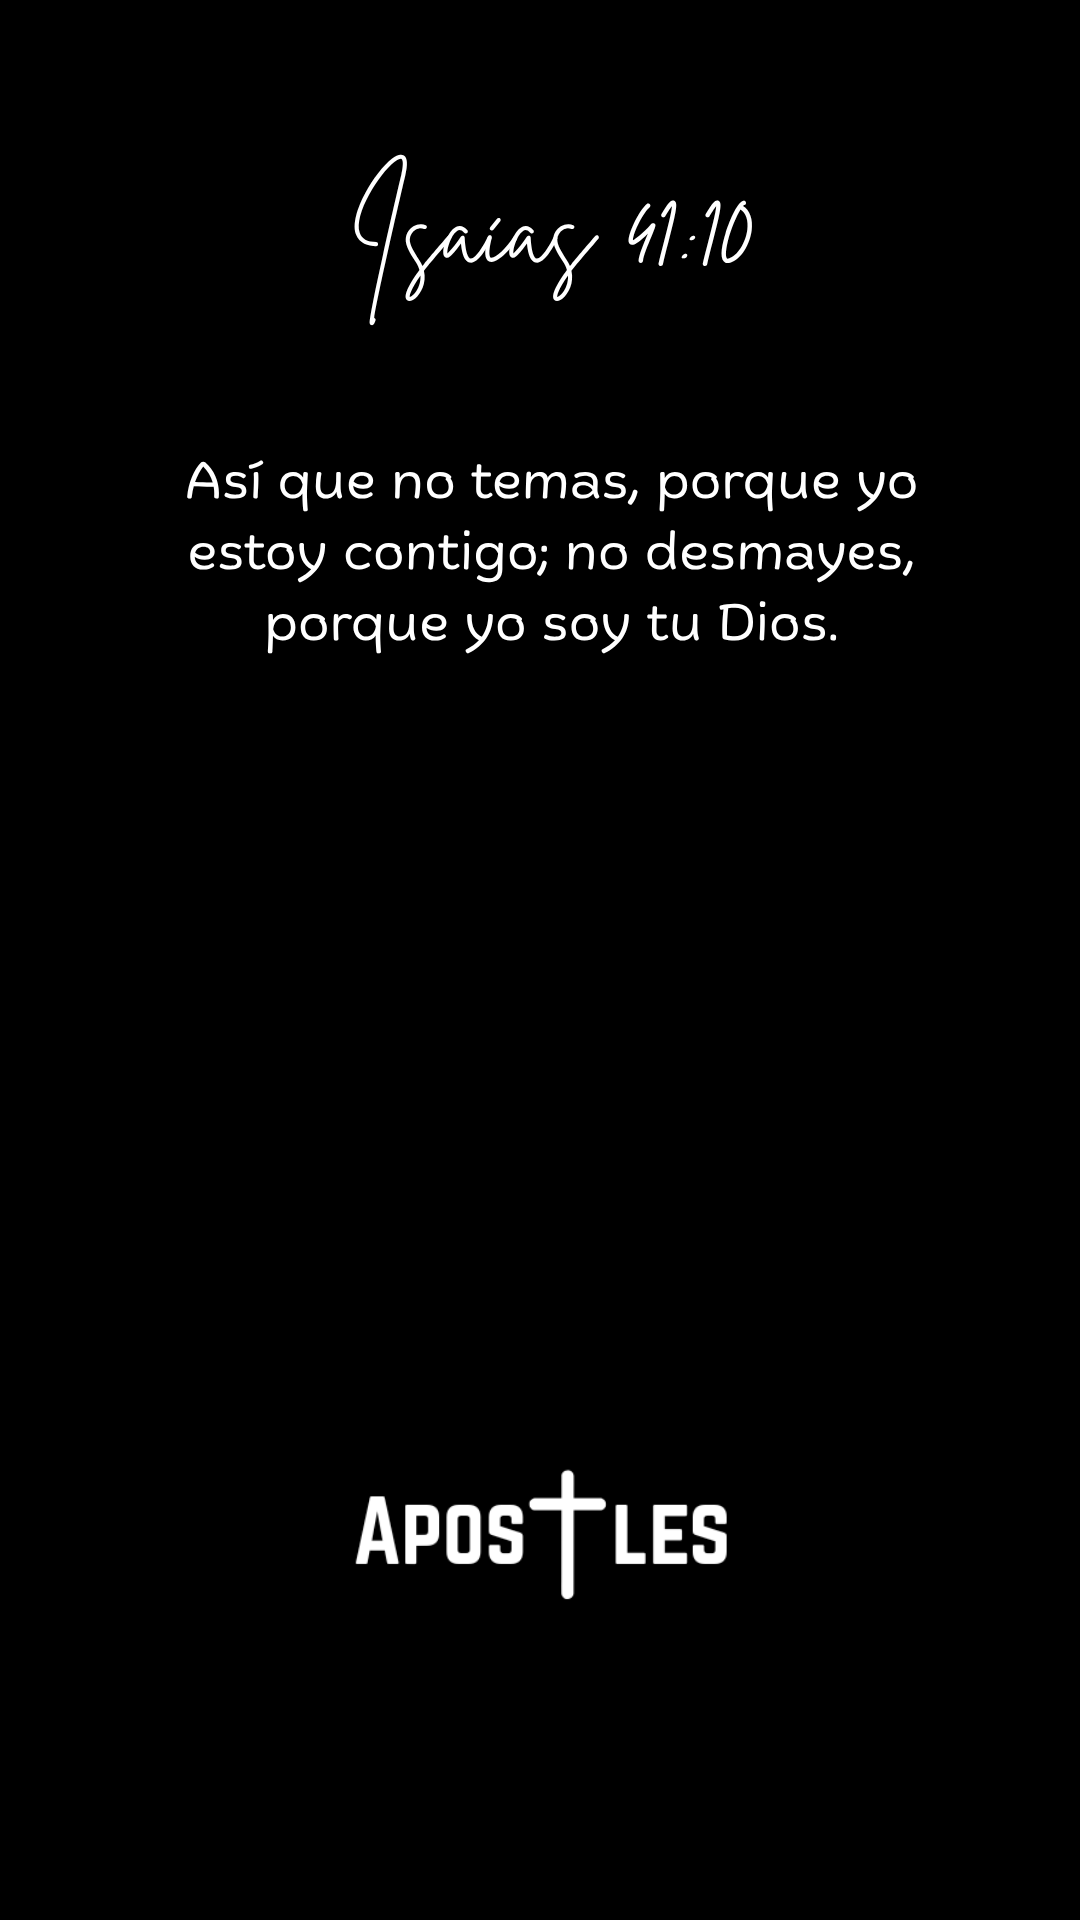 Isaías 41:10
Así que no temas, porque yo
estoy contigo; no desmayes,
porque yo soy tu Dios.
APOSTLES